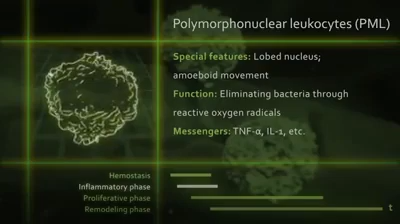 Polymorphonuclear leukocytes (PML)
Special features: Lobed nucleus;
amoeboid movement
Function: Eliminating bacteria through
reactive oxygen radicals
Messengers: TNF-α, IL-1, etc.
Hemostasis
Inflammatory phase
Proliferative phase
Remodeling phase
t